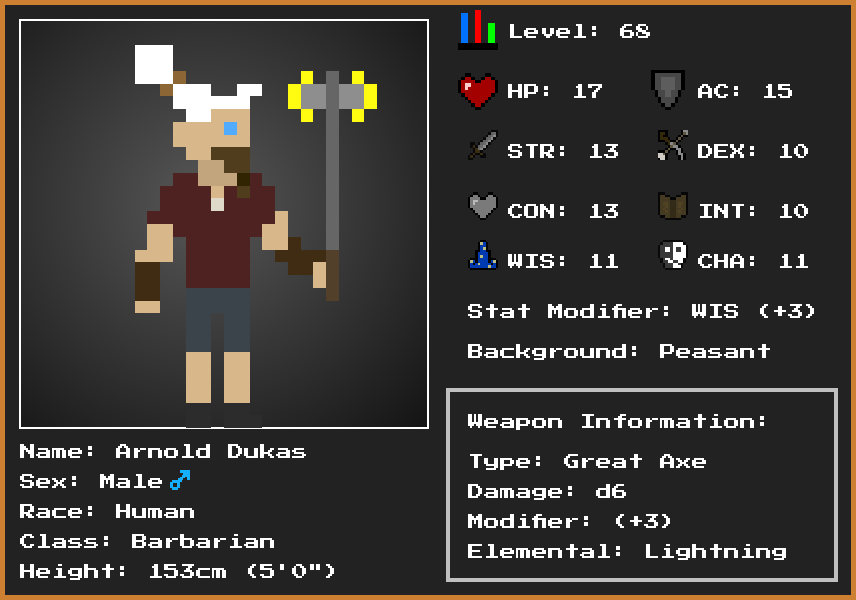 Level: 68
HP: 17
AC: 15
STR: 13
DEX: 10
CON: 13
INT: 10
WIS: 11
CHA: 11
Stat Modifier: WIS (+3)
Background: Peasant
Weapon Information:
Type: Great Axe
Damage: d6
Modifier: (+3)
Elemental: Lightning
Name: Arnold Dukas
Sex: Male♂
Race: Human
Class: Barbarian
Height: 153cm (5'0")